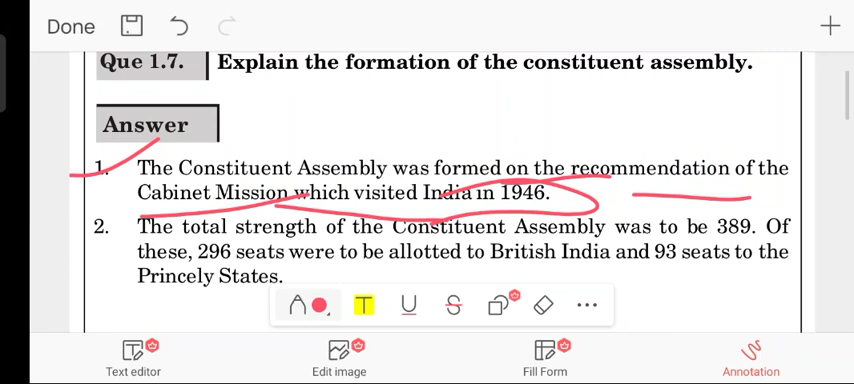 Done
Que 1.7. Explain the formation of the constituent assembly.
Answer
1. The Constituent Assembly was formed on the recommendation of the
Cabinet Mission which visited India in 1946.
2. The total strength of the Constituent Assembly was to be 389. Of
these, 296 seats were to be allotted to British India and 93 seats to the
Princely States.
T U S
Text editor Edit image Fill Form Annotation